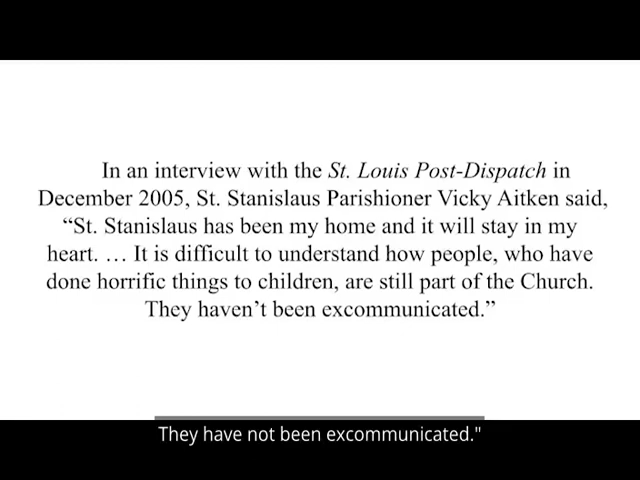 In an interview with the St. Louis Post-Dispatch in
December 2005, St. Stanislaus Parishioner Vicky Aitken said,
“St. Stanislaus has been my home and it will stay in my
heart. … It is difficult to understand how people, who have
done horrific things to children, are still part of the Church.
They haven’t been excommunicated.”
They have not been excommunicated."